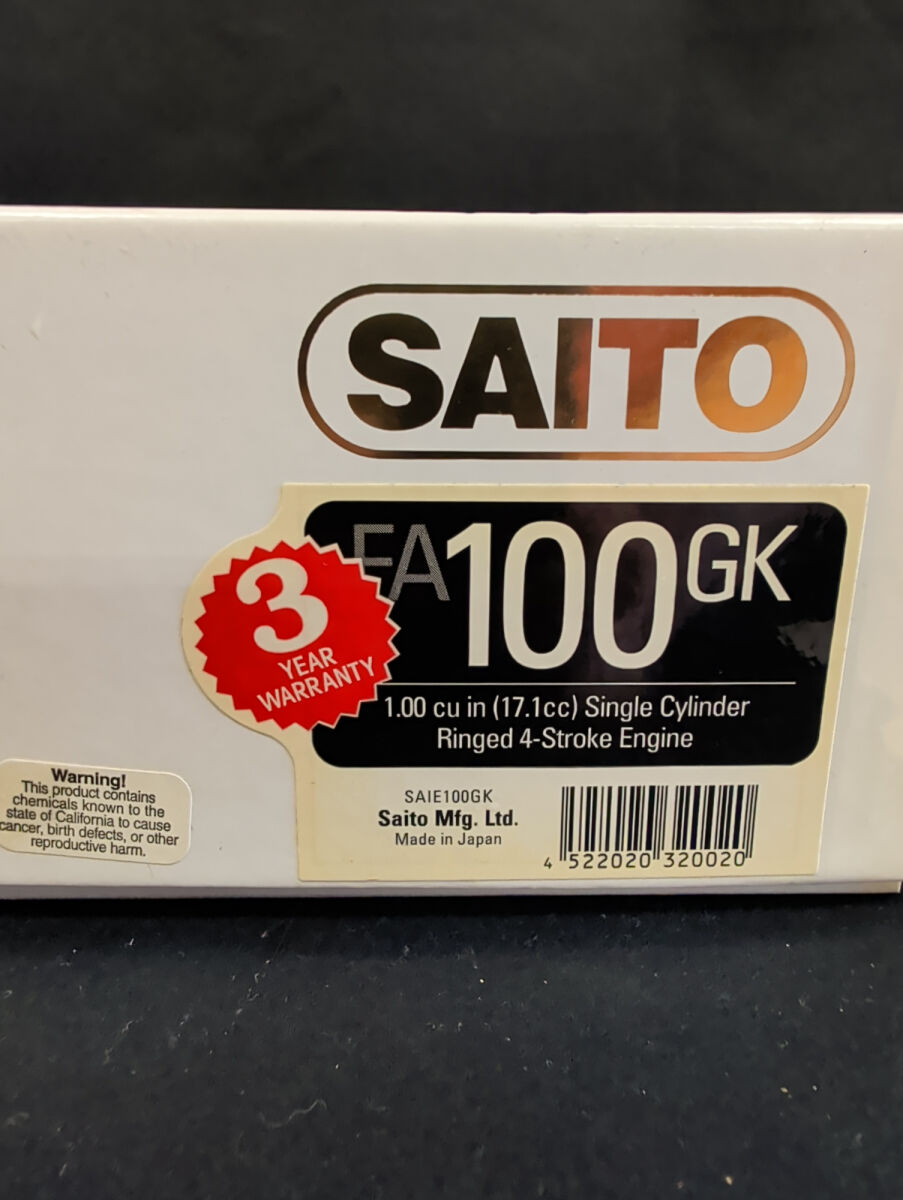 SAITO
FA100GK
3
YEAR
WARRANTY
1.00 cu in (17.1cc) Single Cylinder
Ringed 4-Stroke Engine
SAIE100GK
Saito Mfg. Ltd.
Made in Japan
4 522020 320020
Warning!
This product contains
chemicals known to the
state of California to cause
cancer, birth defects, or other
reproductive harm.